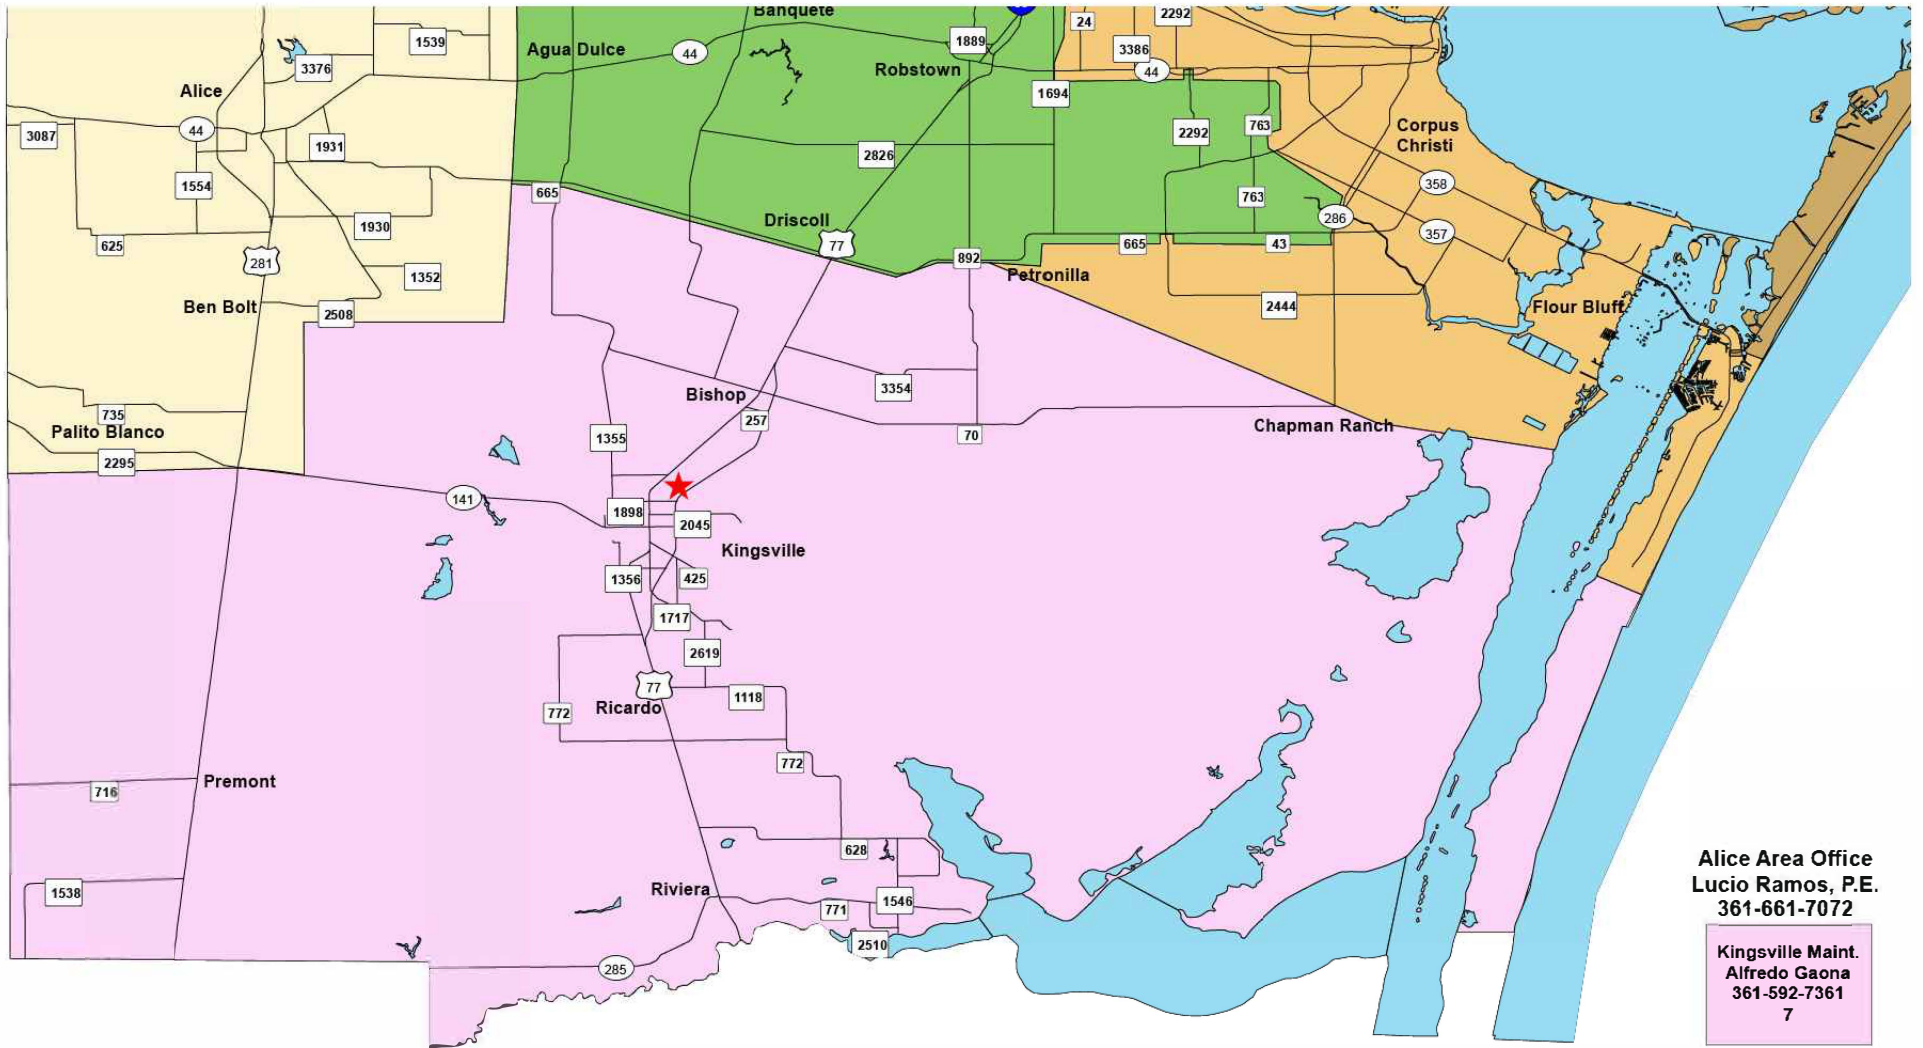 Banquete
2292
24
1539
1889
Agua Dulce
44
3386
3376
Robstown
44
Alice
1694
44
3087
2292
763
Corpus
Christi
1931
2826
1554
358
665
763
1930
Driscoll
286
357
625
77
665
43
281
892
1352
Petronilla
Ben Bolt
2508
2444
Flour Bluff
3354
Bishop
735
257
Palito Blanco
1355
70
Chapman Ranch
2295
141
1898
2045
Kingsville
1356
425
1717
2619
77
1118
Ricardo
772
772
Premont
716
628
Alice Area Office
Lucio Ramos, P.E.
361-661-7072
1538
Riviera
1546
771
2510
285
Kingsville Maint.
Alfredo Gaona
361-592-7361
7